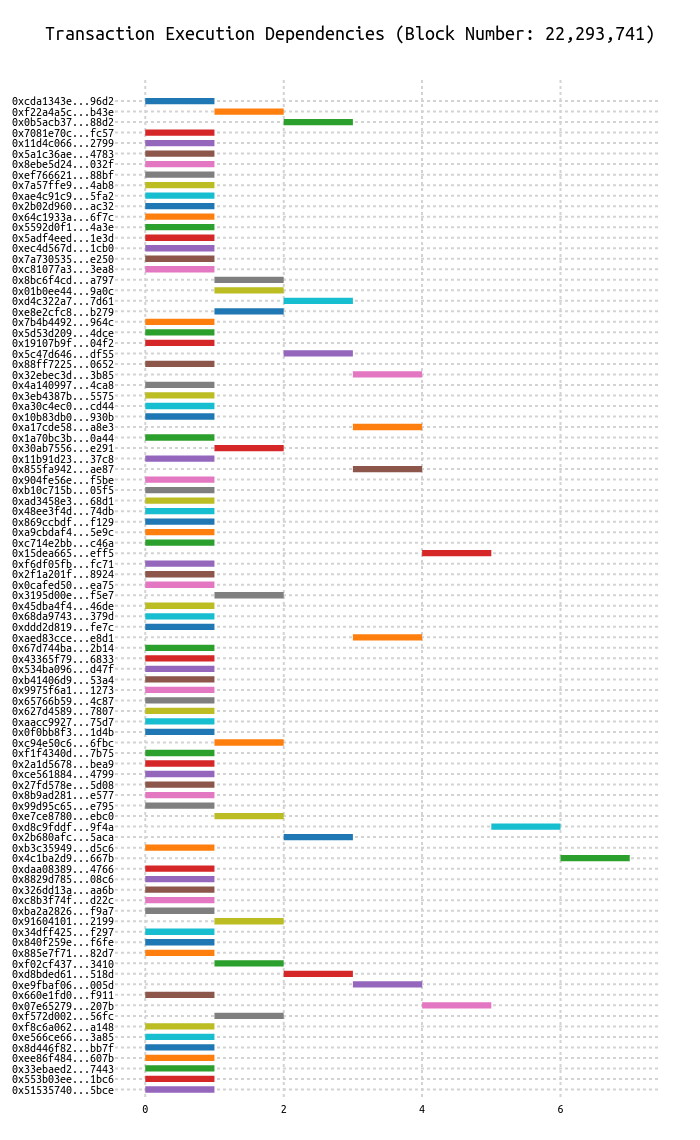 Transaction Execution Dependencies (Block Number: 22,293,741)
0xcda1343e...96d2
0xf22a4a5c...b43e
0x0b5acb37...88d2
0x7081e70c...fc57
0x11d4c066...2799
0x5a1c36ae...4783
0x8ebe5d24...032f
0xef766621...88bf
0x7a57ffe9...4ab8
0xae4c91c9...5fa2
0x2b02d960...ac32
0x64c1933a...6f7c
0x5592d0f1...4a3e
0x5adf4eed...1e3d
0xec4d567d...1cb0
0x7a730535...e250
0xc81077a3...3ea8
0x8bc6f4cd...a797
0x01b0ee44...9a0c
0xd4c322a7...7d61
0xe8e2cfc8...b279
0x7b4b4492...964c
0x5d53d209...4dce
0x19107b9f...04f2
0x5c47d646...df55
0x88ff7225...0652
0x32ebec3d...3b85
0x4a140997...4ca8
0x3eb4387b...5575
0xa30c4ec0...cd44
0x10b83db0...930b
0xa17cde58...a8e3
0x1a70bc3b...0a44
0x30ab7556...e291
0x11b91d23...37c8
0x855fa942...ae87
0x904fe56e...f5be
0xb10c715b...05f5
0xad3458e3...68d1
0x48ee3f4d...74db
0x869ccbdf...f129
0xa9cbdaf4...5e9c
0xc714e2bb...c46a
0x15dea665...eff5
0xf6df05fb...fc71
0x2f1a201f...8924
0x0cafed50...ea75
0x3195d00e...f5e7
0x45dba4f4...46de
0x68da9743...379d
0xddd2d819...fe7c
0xaed83cce...e8d1
0x67d744ba...2b14
0x43365f79...6833
0x534ba096...d47f
0xb41406d9...53a4
0x9975f6a1...1273
0x65766b59...4c87
0x627d4589...7807
0xaacc9927...75d7
0x0f0bb8f3...1d4b
0xc94e50c6...6fbc
0xf1f4340d...7b75
0x2a1d5678...bea9
0xce561884...4799
0x27fd578e...5d08
0x8b9ad281...e577
0x99d95c65...e795
0xe7ce8780...ebc0
0xd8c9fddf...9f4a
0x2b680afc...5aca
0xb3c35949...d5c6
0x4c1ba2d9...667b
0xdaa08389...4766
0x8829d785...08c6
0x326dd13a...aa6b
0xc8b3f74f...d22c
0xba2a2826...f9a7
0x91604101...2199
0x34dff425...f297
0x840f259e...f6fe
0x885e7f71...82d7
0xf02cf437...3410
0xd8bded61...518d
0xe9fbaf06...005d
0x660e1fd0...f911
0x07e65279...207b
0xf572d002...56fc
0xf8c6a062...a148
0xe566ce66...3a85
0x8d446f82...bb7f
0xee86f484...607b
0x33ebaed2...7443
0x553b03ee...1bc6
0x51535740...5bce
0 2 4 6